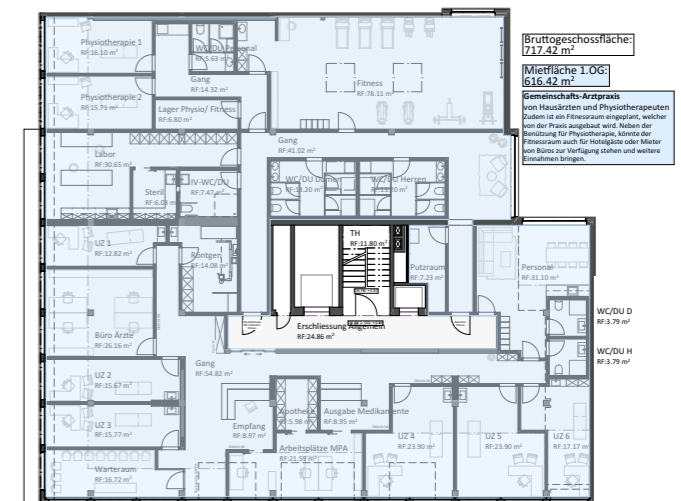 Bruttogeschossfläche:
717.42 m²
Mietfläche 1.OG:
616.42 m²
Gemeinschafts-Arztpraxis
von Hausärzten und Physiotherapeuten
Zudem ist ein Fitnessraum eingeplant, welcher
von der Praxis ausgebaut wird. Neben der
Benützung für Physiotherapie, könnte der
Fitnessraum auch für Hotelgäste oder Mieter
von Büros zur Verfügung stehen und weitere
Einnahmen bringen.
Physiotherapie 1
RF:16.10 m²
WC/DU Personal
RF:5.63 m²
Gang
RF:14.32 m²
Fitness
RF:78.11 m²
Physiotherapie 2
RF:15.71 m²
Lager Physio/ Fitness
RF:6.80 m²
Gang
RF:41.02 m²
Labor
RF:30.65 m²
Steril
RF:6.03 m²
IV-WC/DU
RF:7.47 m²
WC/DU Damen
RF:13.20 m²
WC/DU Herren
RF:13.20 m²
UZ 1
RF:12.82 m²
Röntgen
RF:14.08 m²
TH
RF:11.80 m²
Putzraum
RF:7.23 m²
Personal
RF:31.10 m²
WC/DU D
RF:3.79 m²
WC/DU H
RF:3.79 m²
Büro Ärzte
RF:26.16 m²
Erschliessung Allgemein
RF:24.86 m²
Gang
RF:54.82 m²
UZ 2
RF:15.67 m²
UZ 3
RF:15.77 m²
Empfang
RF:8.97 m²
Apotheke
RF:5.98 m²
Ausgabe Medikamente
RF:8.95 m²
Arbeitsplätze MPA
RF:21.59 m²
UZ 4
RF:23.90 m²
UZ 5
RF:23.90 m²
UZ 6
RF:17.17 m²
Warteraum
RF:16.72 m²